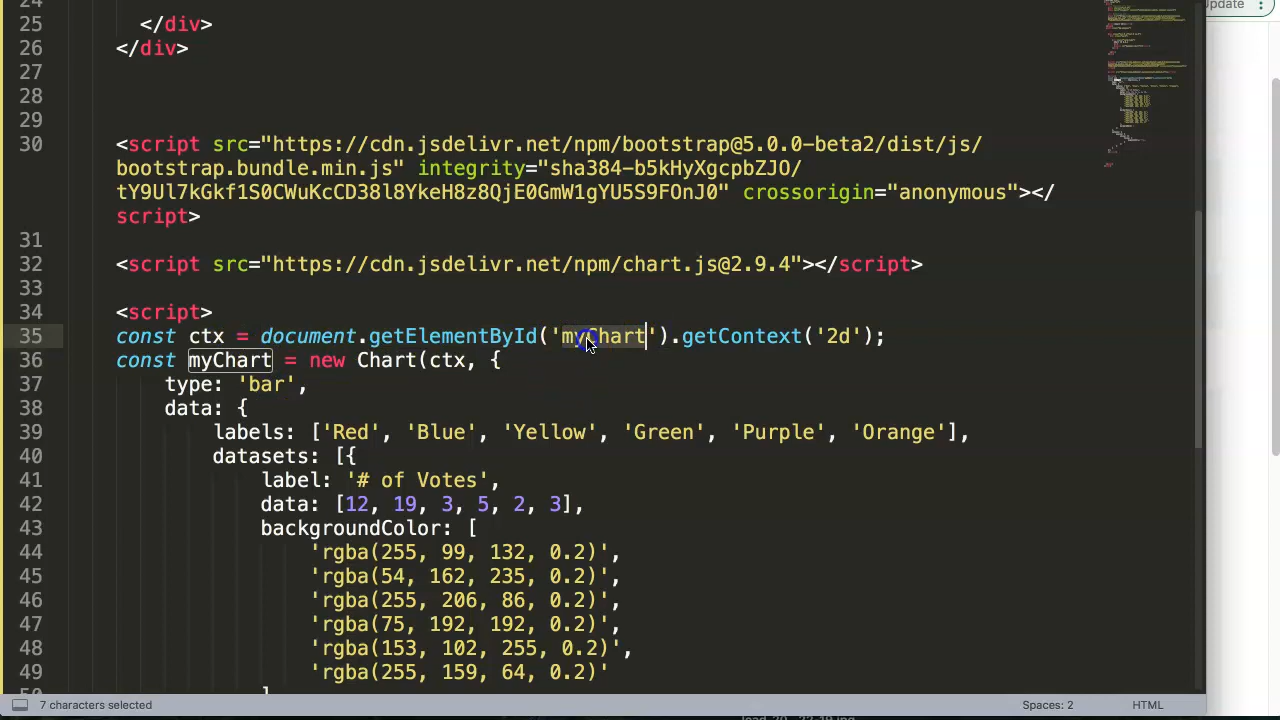 Update
24
25 </div>
26 </div>
27
28
29
30 <script src="https://cdn.jsdelivr.net/npm/bootstrap@5.0.0-beta2/dist/js/
bootstrap.bundle.min.js" integrity="sha384-b5kHyXgcpbZJO/
tY9Ul7kGkf1S0CWuKcCD38l8YkeH8z8QjE0GmW1gYU5S9FOnJ0" crossorigin="anonymous"></
script>
31
32 <script src="https://cdn.jsdelivr.net/npm/chart.js@2.9.4"></script>
33
34 <script>
35 const ctx = document.getElementById('myChart').getContext('2d');
36 const myChart = new Chart(ctx, {
37 type: 'bar',
38 data: {
39 labels: ['Red', 'Blue', 'Yellow', 'Green', 'Purple', 'Orange'],
40 datasets: [{
41 label: '# of Votes',
42 data: [12, 19, 3, 5, 2, 3],
43 backgroundColor: [
44 'rgba(255, 99, 132, 0.2)',
45 'rgba(54, 162, 235, 0.2)',
46 'rgba(255, 206, 86, 0.2)',
47 'rgba(75, 192, 192, 0.2)',
48 'rgba(153, 102, 255, 0.2)',
49 'rgba(255, 159, 64, 0.2)'
50 ]
7 characters selected
Spaces: 2
HTML